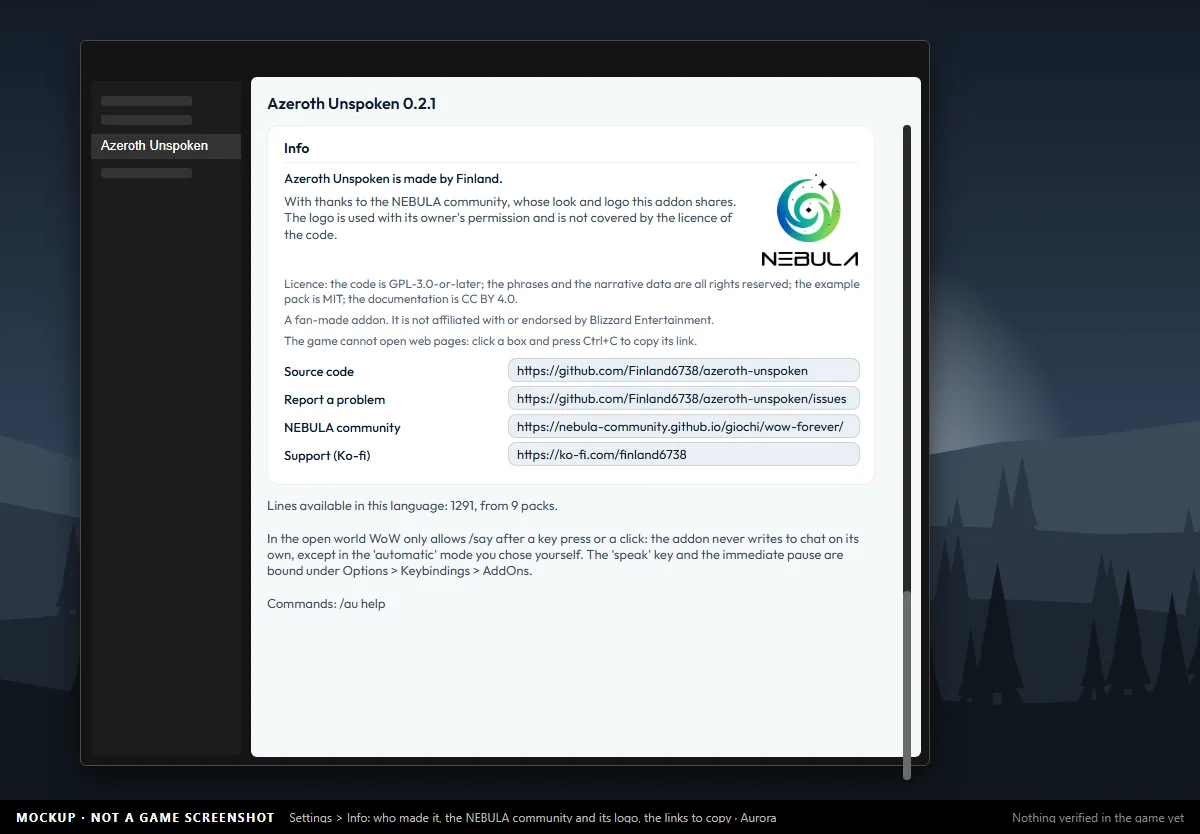 Azeroth Unspoken 0.2.1
Azeroth Unspoken
Info
Azeroth Unspoken is made by Finland.
With thanks to the NEBULA community, whose look and logo this addon shares.
The logo is used with its owner's permission and is not covered by the licence of
the code.
NEBULA
Licence: the code is GPL-3.0-or-later; the phrases and the narrative data are all rights reserved; the example
pack is MIT; the documentation is CC BY 4.0.
A fan-made addon. It is not affiliated with or endorsed by Blizzard Entertainment.
The game cannot open web pages: click a box and press Ctrl+C to copy its link.
Source code https://github.com/Finland6738/azeroth-unspoken
Report a problem https://github.com/Finland6738/azeroth-unspoken/issues
NEBULA community https://nebula-community.github.io/giochi/wow-forever/
Support (Ko-fi) https://ko-fi.com/finland6738
Lines available in this language: 1291, from 9 packs.
In the open world WoW only allows /say after a key press or a click: the addon never writes to chat on its
own, except in the 'automatic' mode you chose yourself. The 'speak' key and the immediate pause are
bound under Options > Keybindings > AddOns.
Commands: /au help
MOCKUP · NOT A GAME SCREENSHOT Settings > Info: who made it, the NEBULA community and its logo, the links to copy · Aurora Nothing verified in the game yet